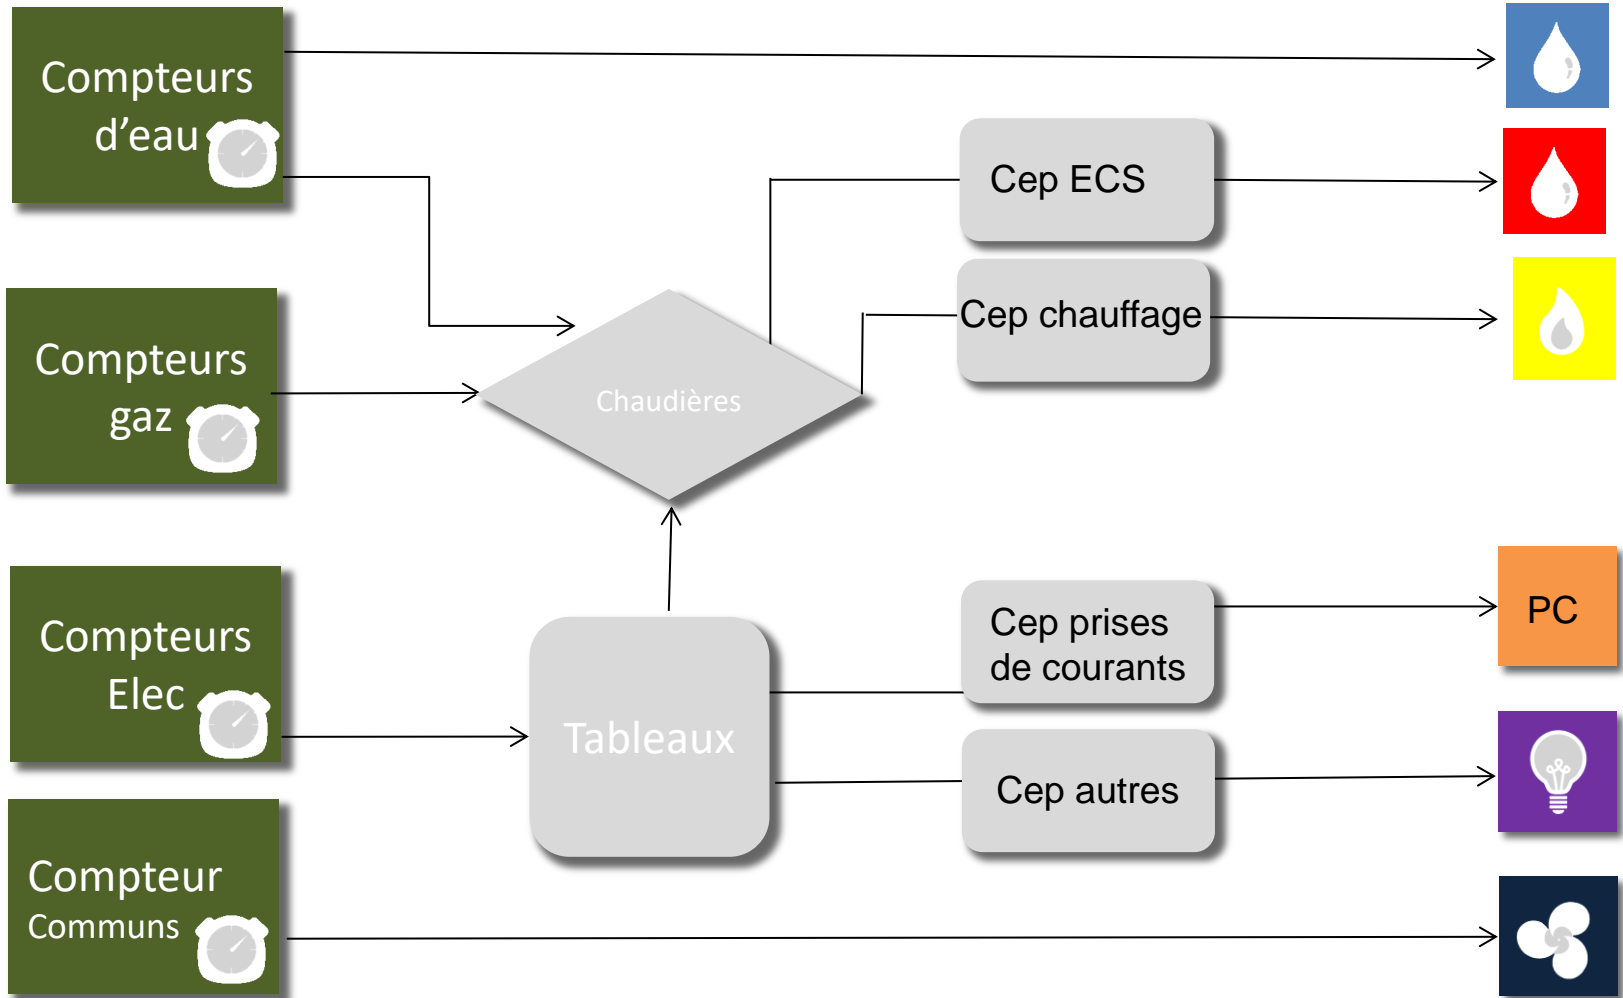 Compteurs
d’eau
Cep ECS
Compteurs
gaz
Cep chauffage
Chaudières
Compteurs
Elec
Cep prises
de courants
PC
Tableaux
Cep autres
Compteur
Communs